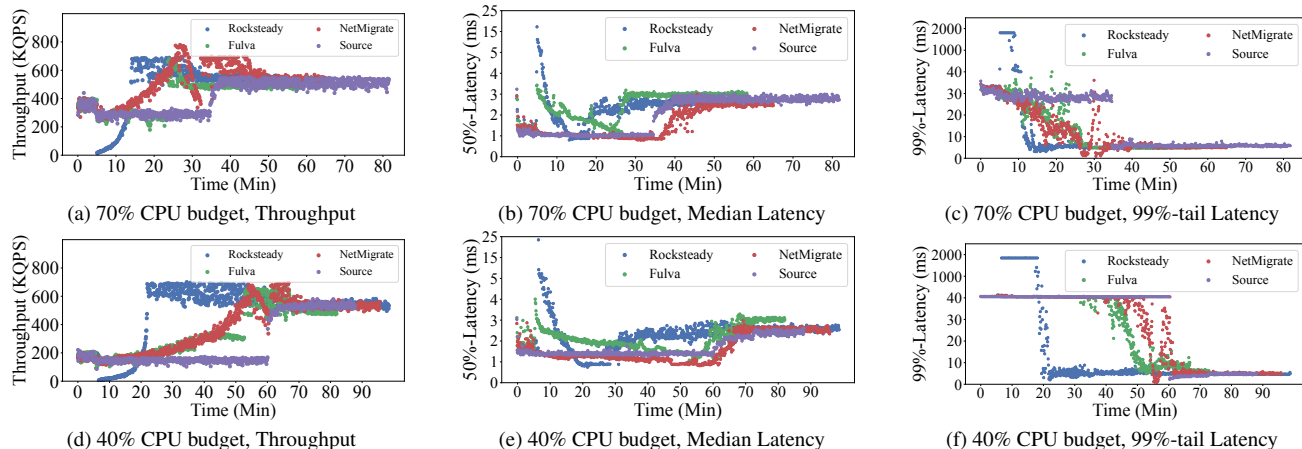 Throughput (KQPS)
800
600
400
200
0
Rocksteady
NetMigrate
Fulva
Source
0 10 20 30 40 50 60 70 80
Time (Min)
(a) 70% CPU budget, Throughput
50%-Latency (ms)
25
15
5
3
2
1
0
Rocksteady
NetMigrate
Fulva
Source
0 10 20 30 40 50 60 70 80
Time (Min)
(b) 70% CPU budget, Median Latency
99%-Latency (ms)
2000
1000
40
30
20
10
0
Rocksteady
NetMigrate
Fulva
Source
0 10 20 30 40 50 60 70 80
Time (Min)
(c) 70% CPU budget, 99%-tail Latency
Throughput (KQPS)
800
600
400
200
0
Rocksteady
NetMigrate
Fulva
Source
0 10 20 30 40 50 60 70 80 90
Time (Min)
(d) 40% CPU budget, Throughput
50%-Latency (ms)
25
15
5
3
2
1
0
Rocksteady
NetMigrate
Fulva
Source
0 10 20 30 40 50 60 70 80 90
Time (Min)
(e) 40% CPU budget, Median Latency
99%-Latency (ms)
2000
1000
40
30
20
10
0
Rocksteady
NetMigrate
Fulva
Source
0 10 20 30 40 50 60 70 80 90
Time (Min)
(f) 40% CPU budget, 99%-tail Latency